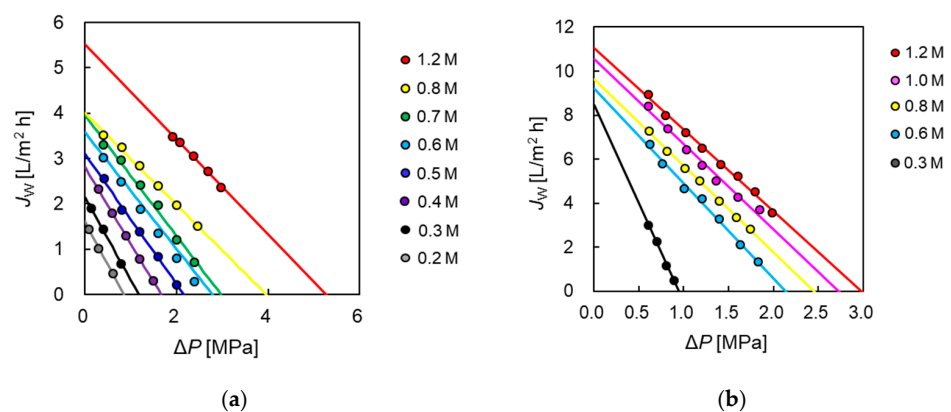 6
5
4
3
2
1
0
0
2
4
6
J_W [L/m² h]
ΔP [MPa]
1.2 M
0.8 M
0.7 M
0.6 M
0.5 M
0.4 M
0.3 M
0.2 M
(a)
12
10
8
6
4
2
0
0.0
0.5
1.0
1.5
2.0
2.5
3.0
J_W [L/m² h]
ΔP [MPa]
1.2 M
1.0 M
0.8 M
0.6 M
0.3 M
(b)